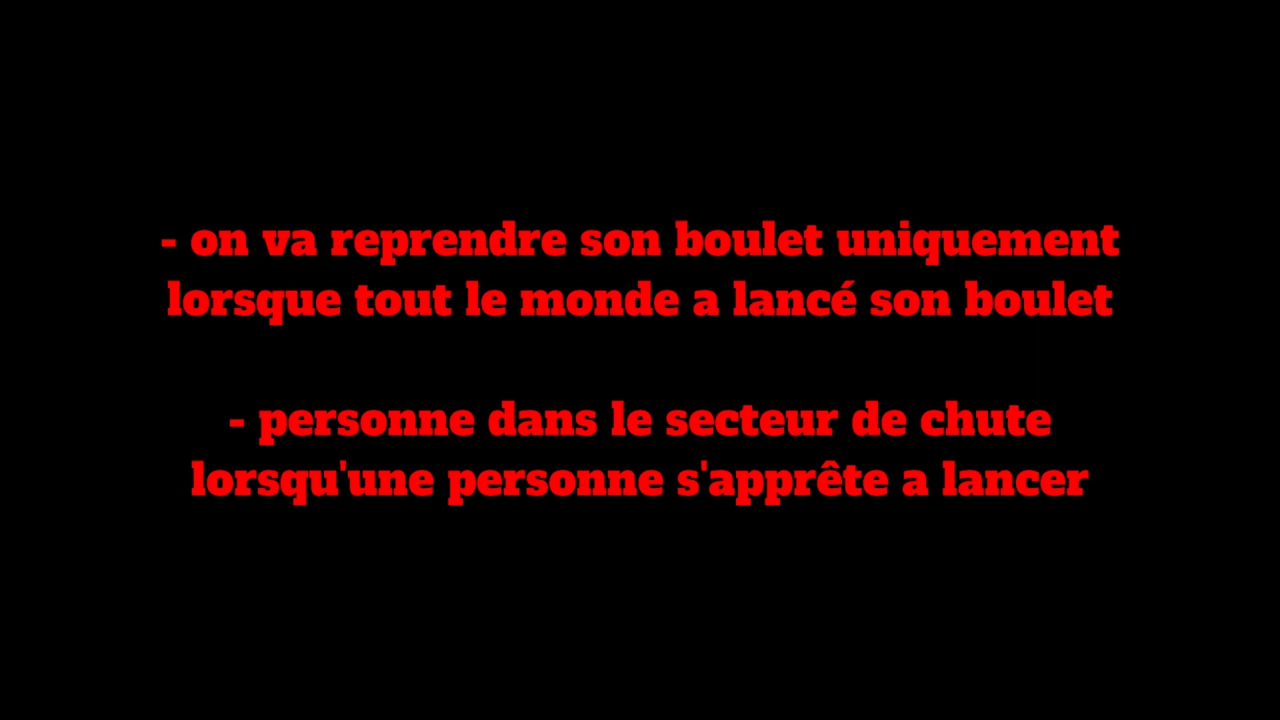 - on va reprendre son boulet uniquement
lorsque tout le monde a lancé son boulet
- personne dans le secteur de chute
lorsqu'une personne s'apprête a lancer